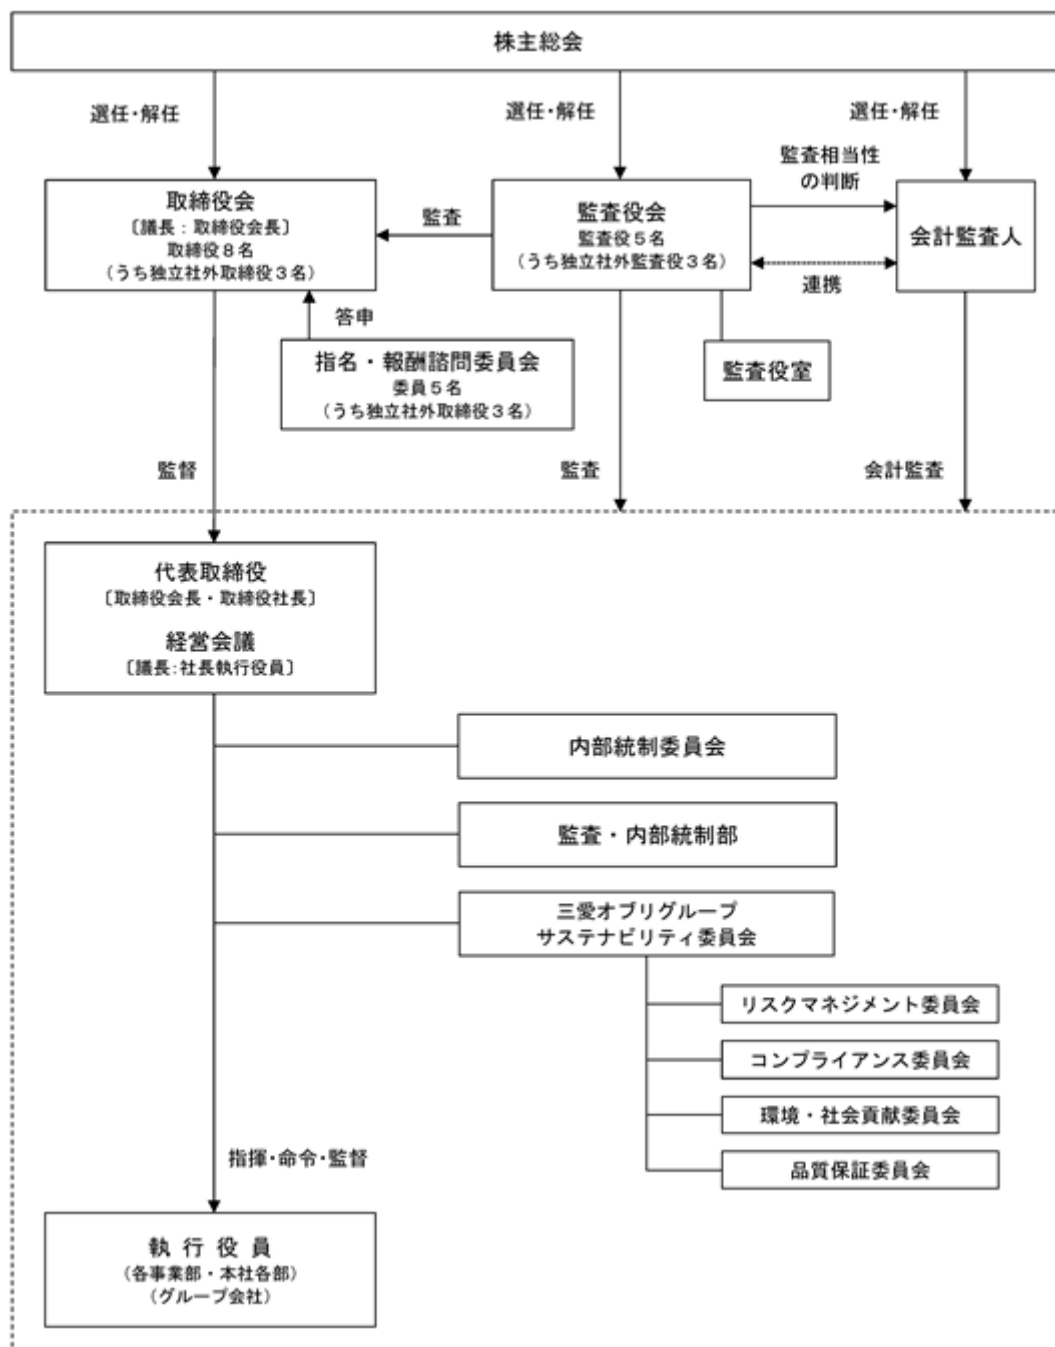 株主総会
選任・解任
選任・解任
選任・解任
監査相当性
の判断
取締役会
〔議長：取締役会長〕
取締役８名
（うち独立社外取締役３名）
監査
監査役会
監査役５名
（うち独立社外監査役３名）
会計監査人
連携
答申
指名・報酬諮問委員会
委員５名
（うち独立社外取締役３名）
監査役室
監督
監査
会計監査
代表取締役
〔取締役会長・取締役社長〕
経営会議
〔議長：社長執行役員〕
内部統制委員会
監査・内部統制部
三愛オブリグループ
サステナビリティ委員会
リスクマネジメント委員会
コンプライアンス委員会
環境・社会貢献委員会
品質保証委員会
指揮・命令・監督
執 行 役 員
（各事業部・本社各部）
（グループ会社）